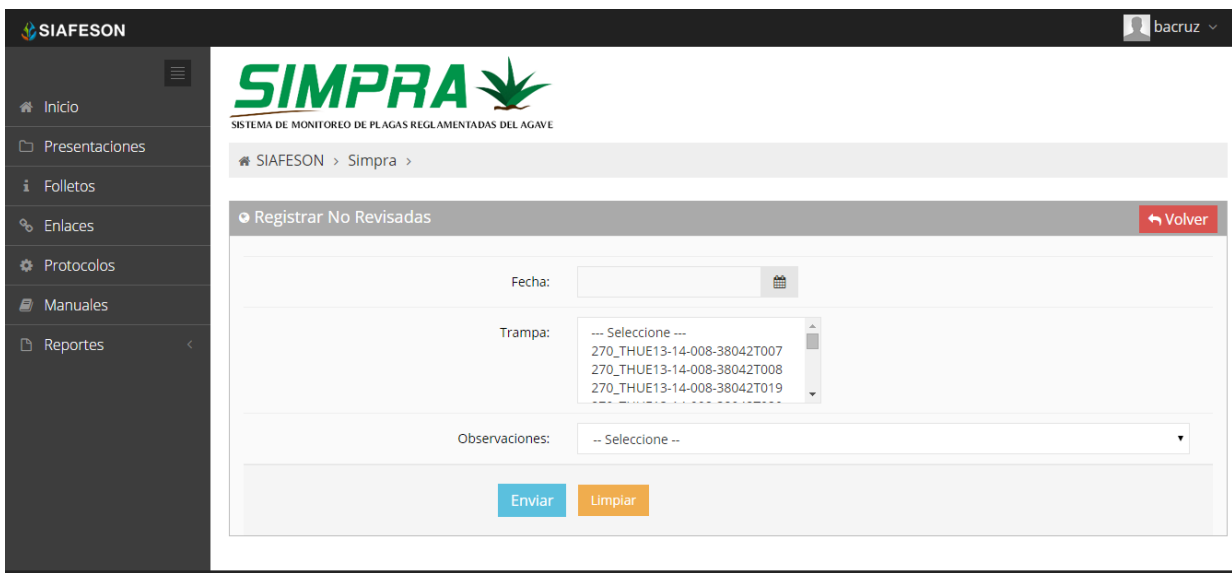 SIAFESON
bacruz
Inicio
Presentaciones
Folletos
Enlaces
Protocolos
Manuales
Reportes
SIMPRA
SISTEMA DE MONITOREO DE PLAGAS REGLAMENTADAS DEL AGAVE
SIAFESON > Simpra >
Registrar No Revisadas
Volver
Fecha:
Trampa:
--- Seleccione ---
270_THUE13-14-008-38042T007
270_THUE13-14-008-38042T008
270_THUE13-14-008-38042T019
Observaciones:
-- Seleccione --
Enviar
Limpiar